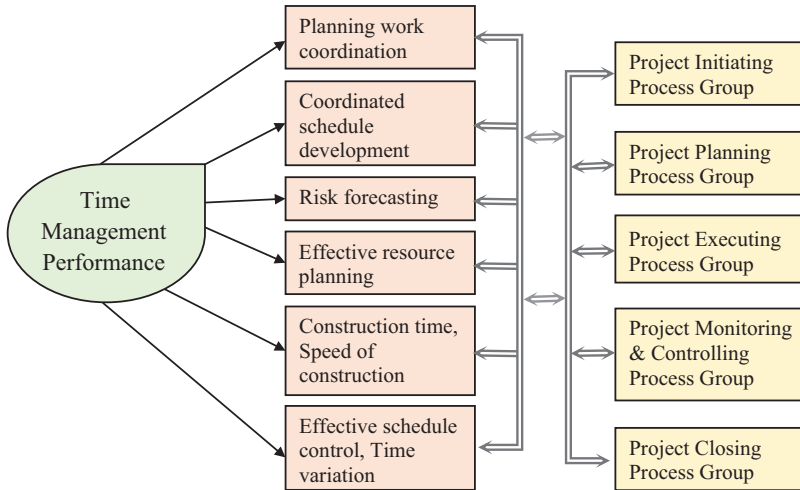 Time
Management
Performance
Planning work
coordination
Coordinated
schedule
development
Risk forecasting
Effective resource
planning
Construction time,
Speed of
construction
Effective schedule
control, Time
variation
Project Initiating
Process Group
Project Planning
Process Group
Project Executing
Process Group
Project Monitoring
& Controlling
Process Group
Project Closing
Process Group